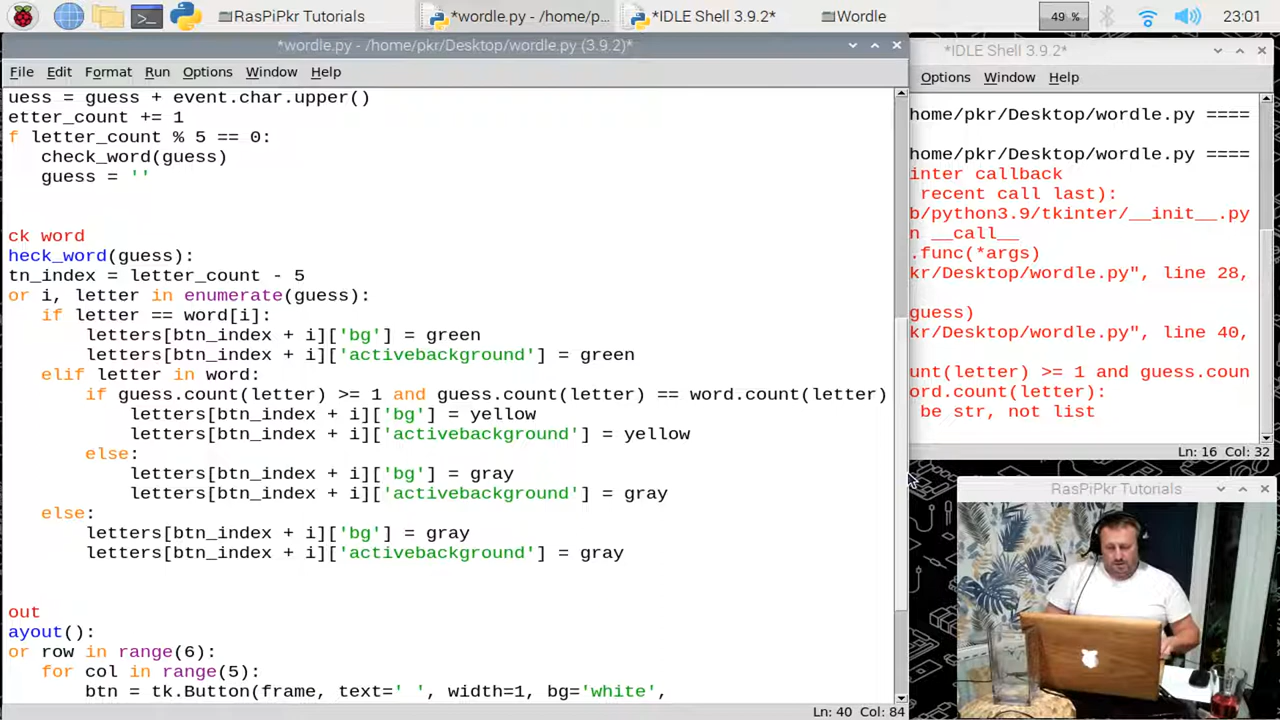 RasPiPkr Tutorials
*wordle.py - /home/p...
*IDLE Shell 3.9.2*
Wordle
49 %
23:01
*wordle.py - /home/pkr/Desktop/wordle.py (3.9.2)*
File Edit Format Run Options Window Help
uess = guess + event.char.upper()
etter_count += 1
f letter_count % 5 == 0:
check_word(guess)
guess = ''
ck word
heck_word(guess):
tn_index = letter_count - 5
or i, letter in enumerate(guess):
if letter == word[i]:
letters[btn_index + i]['bg'] = green
letters[btn_index + i]['activebackground'] = green
elif letter in word:
if guess.count(letter) >= 1 and guess.count(letter) == word.count(letter)
letters[btn_index + i]['bg'] = yellow
letters[btn_index + i]['activebackground'] = yellow
else:
letters[btn_index + i]['bg'] = gray
letters[btn_index + i]['activebackground'] = gray
else:
letters[btn_index + i]['bg'] = gray
letters[btn_index + i]['activebackground'] = gray
out
ayout():
or row in range(6):
for col in range(5):
btn = tk.Button(frame, text=' ', width=1, bg='white',
Ln: 40 Col: 84
*IDLE Shell 3.9.2*
Options Window Help
home/pkr/Desktop/wordle.py ====
home/pkr/Desktop/wordle.py ====
inter callback
recent call last):
b/python3.9/tkinter/__init__.py
n __call__
.func(*args)
kr/Desktop/wordle.py", line 28,
guess)
kr/Desktop/wordle.py", line 40,
unt(letter) >= 1 and guess.coun
ord.count(letter):
be str, not list
Ln: 16 Col: 32
RasPiPkr Tutorials